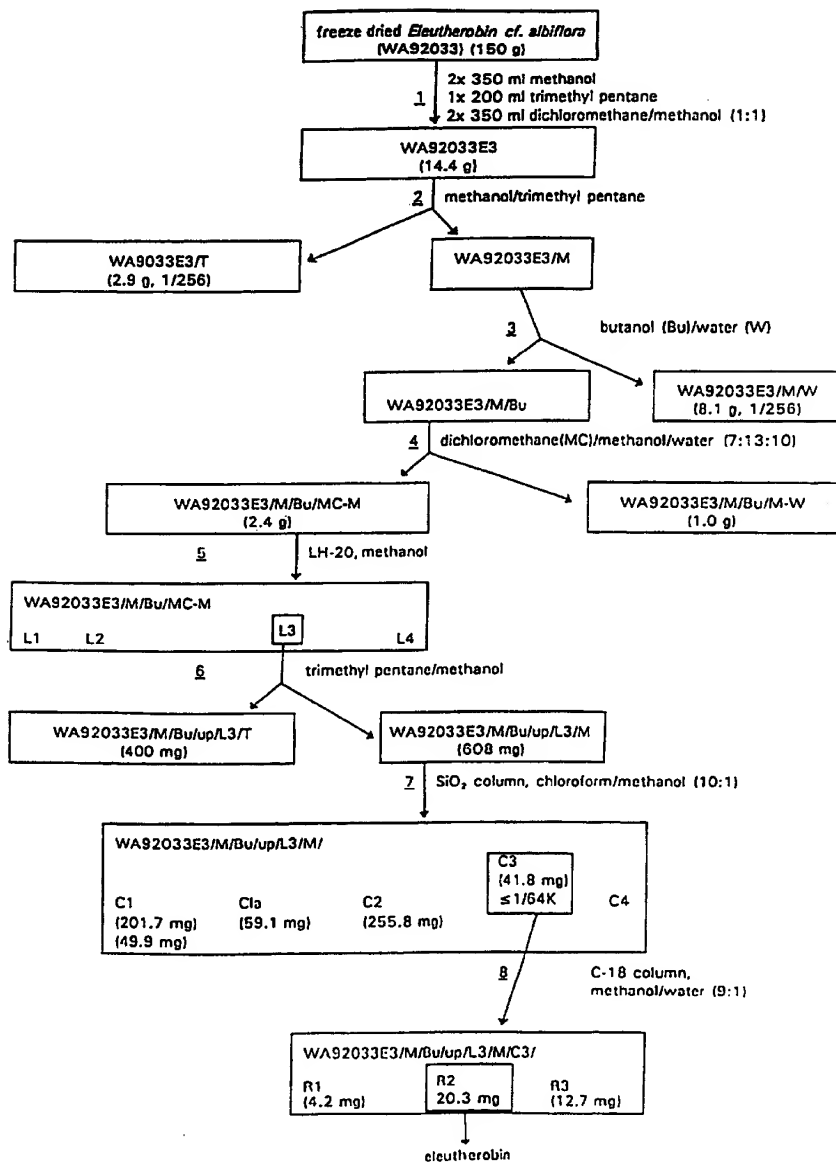 freeze dried Eleutherobin cf. albiflora
(WA92033) (150 g)
2x 350 ml methanol
1 1x 200 ml trimethyl pentane
2x 350 ml dichloromethane/methanol (1:1)
WA92033E3
(14.4 g)
2 methanol/trimethyl pentane
WA9033E3/T
(2.9 g, 1/256)
WA92033E3/M
3 butanol (Bu)/water (W)
WA92033E3/M/Bu
WA92033E3/M/W
(8.1 g, 1/256)
4 dichloromethane(MC)/methanol/water (7:13:10)
WA92033E3/M/Bu/MC-M
(2.4 g)
WA92033E3/M/Bu/M-W
(1.0 g)
5 LH-20, methanol
WA92033E3/M/Bu/MC-M
L1 L2 L3 L4
6 trimethyl pentane/methanol
WA92033E3/M/Bu/up/L3/T
(400 mg)
WA92033E3/M/Bu/up/L3/M
(608 mg)
7 SiO₂ column, chloroform/methanol (10:1)
WA92033E3/M/Bu/up/L3/M/
C1
(201.7 mg)
(49.9 mg)
Cla
(59.1 mg)
C2
(255.8 mg)
C3
(41.8 mg)
≤1/64K
C4
8 C-18 column,
methanol/water (9:1)
WA92033E3/M/Bu/up/L3/M/C3/
R1
(4.2 mg)
R2
20.3 mg
R3
(12.7 mg)
eleutherobin